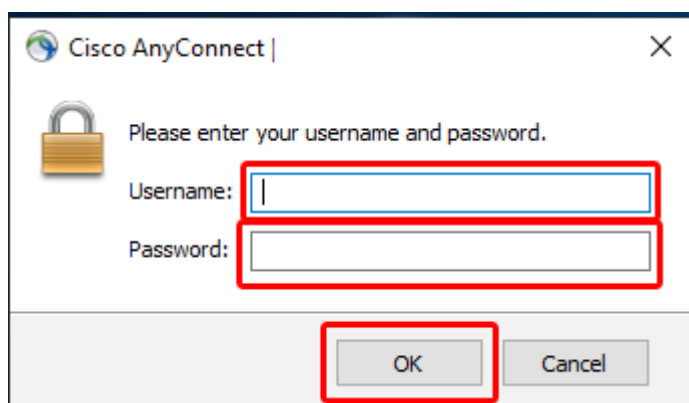 Cisco AnyConnect |
Please enter your username and password.
Username:
Password:
OK
Cancel